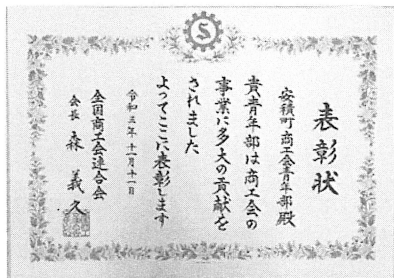 表彰状
安積町商工会青年部殿
貴青年部は商工会の
事業に多大の貢献を
されました
よってここに表彰します
令和三年十一月十一日
全国商工会連合会
会長 森義久